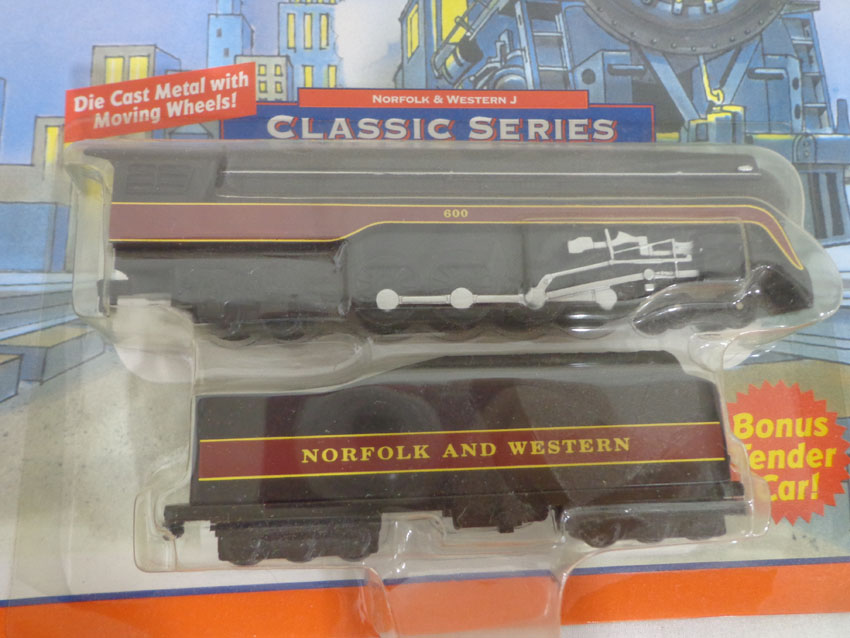 Die Cast Metal with
Moving Wheels!
NORFOLK & WESTERN J
CLASSIC SERIES
600
NORFOLK AND WESTERN
Bonus
Tender
Car!